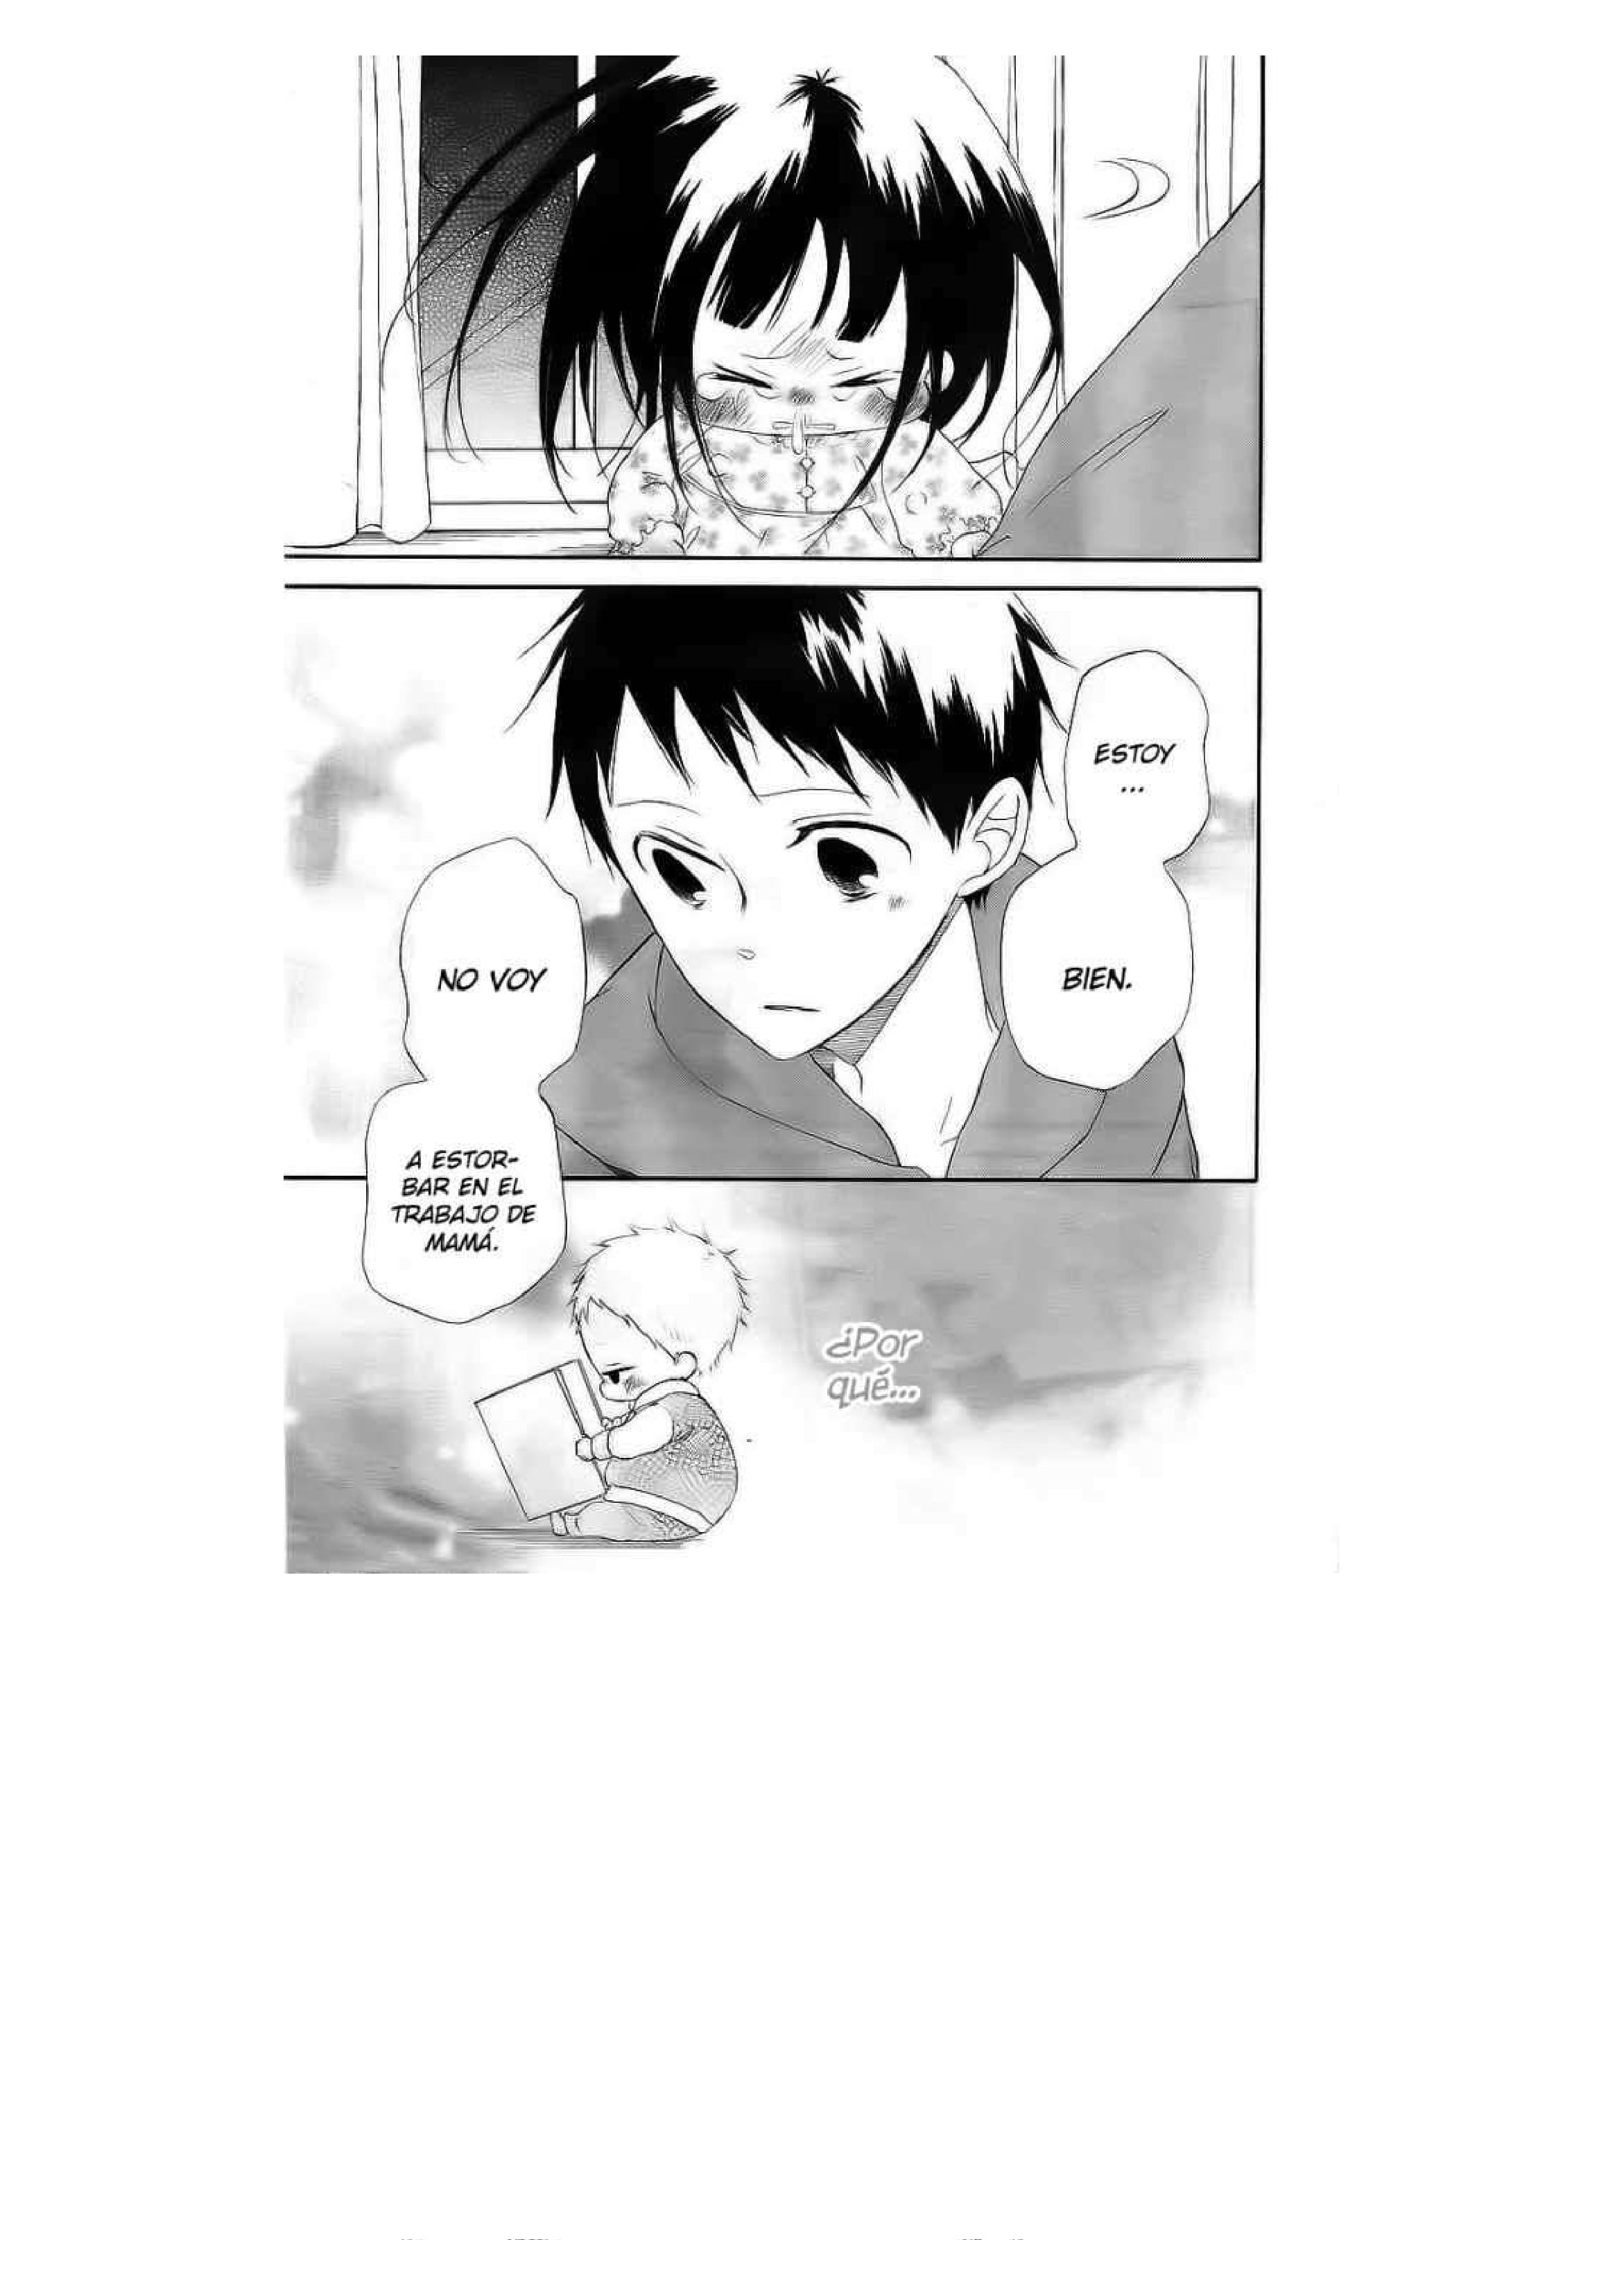 ESTOY
...
BIEN.
NO VOY
A ESTOR-
BAR EN EL
TRABAJO DE
MAMÁ.
¿Por
qué...